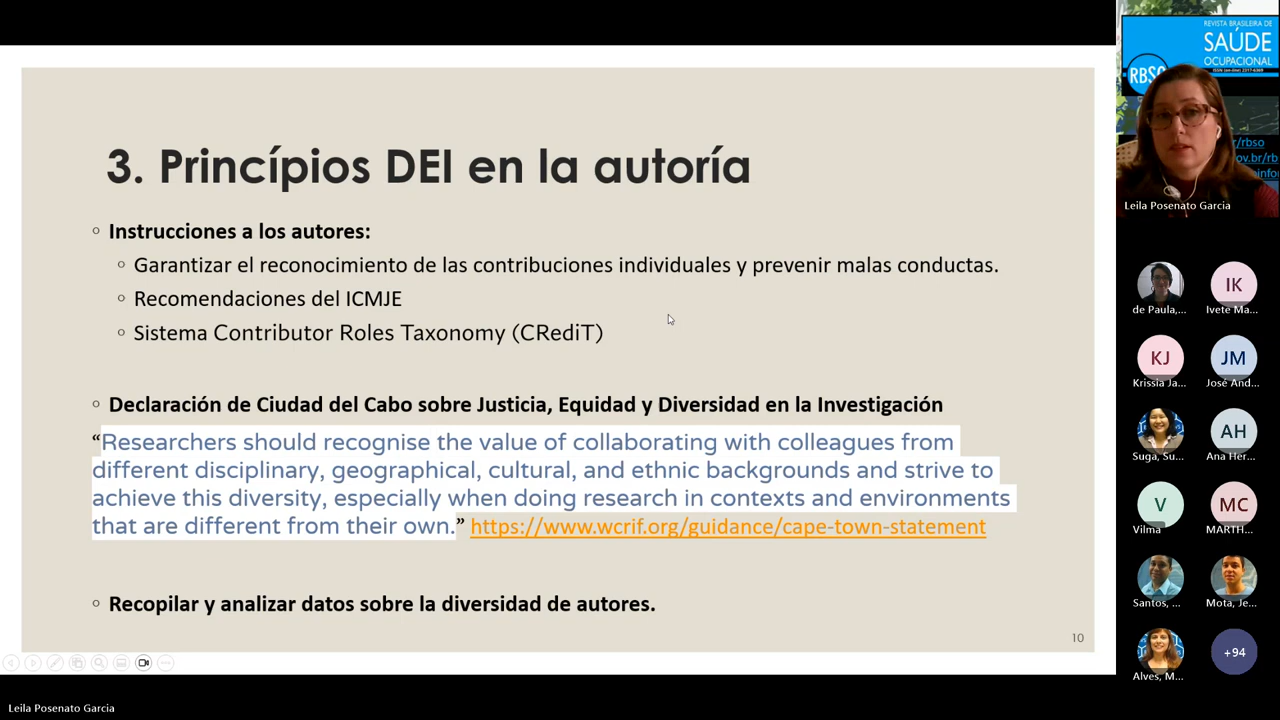 3. Princípios DEI en la autoría
Instrucciones a los autores:
Garantizar el reconocimiento de las contribuciones individuales y prevenir malas conductas.
Recomendaciones del ICMJE
Sistema Contributor Roles Taxonomy (CRediT)
Declaración de Ciudad del Cabo sobre Justicia, Equidad y Diversidad en la Investigación
“Researchers should recognise the value of collaborating with colleagues from
different disciplinary, geographical, cultural, and ethnic backgrounds and strive to
achieve this diversity, especially when doing research in contexts and environments
that are different from their own.” https://www.wcrif.org/guidance/cape-town-statement
Recopilar y analizar datos sobre la diversidad de autores.
10
REVISTA BRASILEIRA DE
SAÚDE
OCUPACIONAL
RBSO
r/rbso
ov.br/rb
Leila Posenato Garcia
de Paula,...
IK
Ivete Ma...
KJ
Krissia Ja...
JM
José And...
Suga, Su...
AH
Ana Her...
V
Vilma
MC
MARTH...
Santos, ...
Mota, Je...
Alves, M...
+94
Leila Posenato Garcia